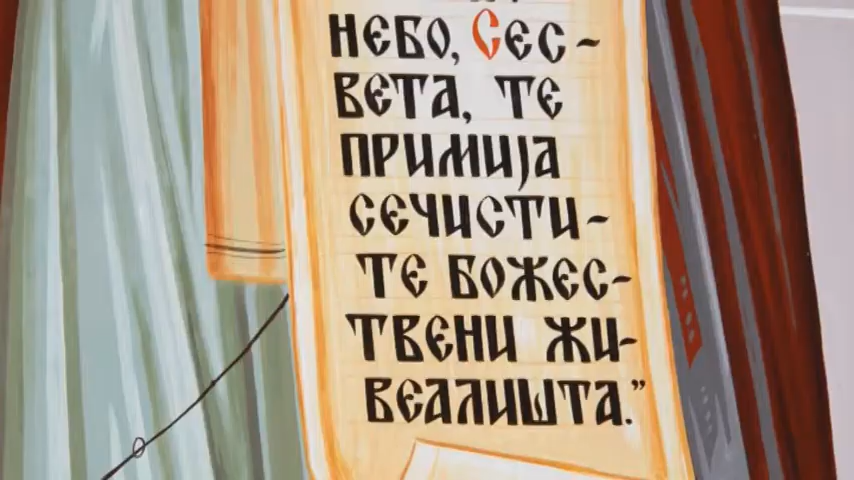 НЕБО, СЕС-
ВЕТА, ТЕ
ПРИМИЈА
СЕЧИСТИ-
ТЕ БОЖЕС-
ТВЕНИ ЖИ-
ВЕАЛИШТА.”